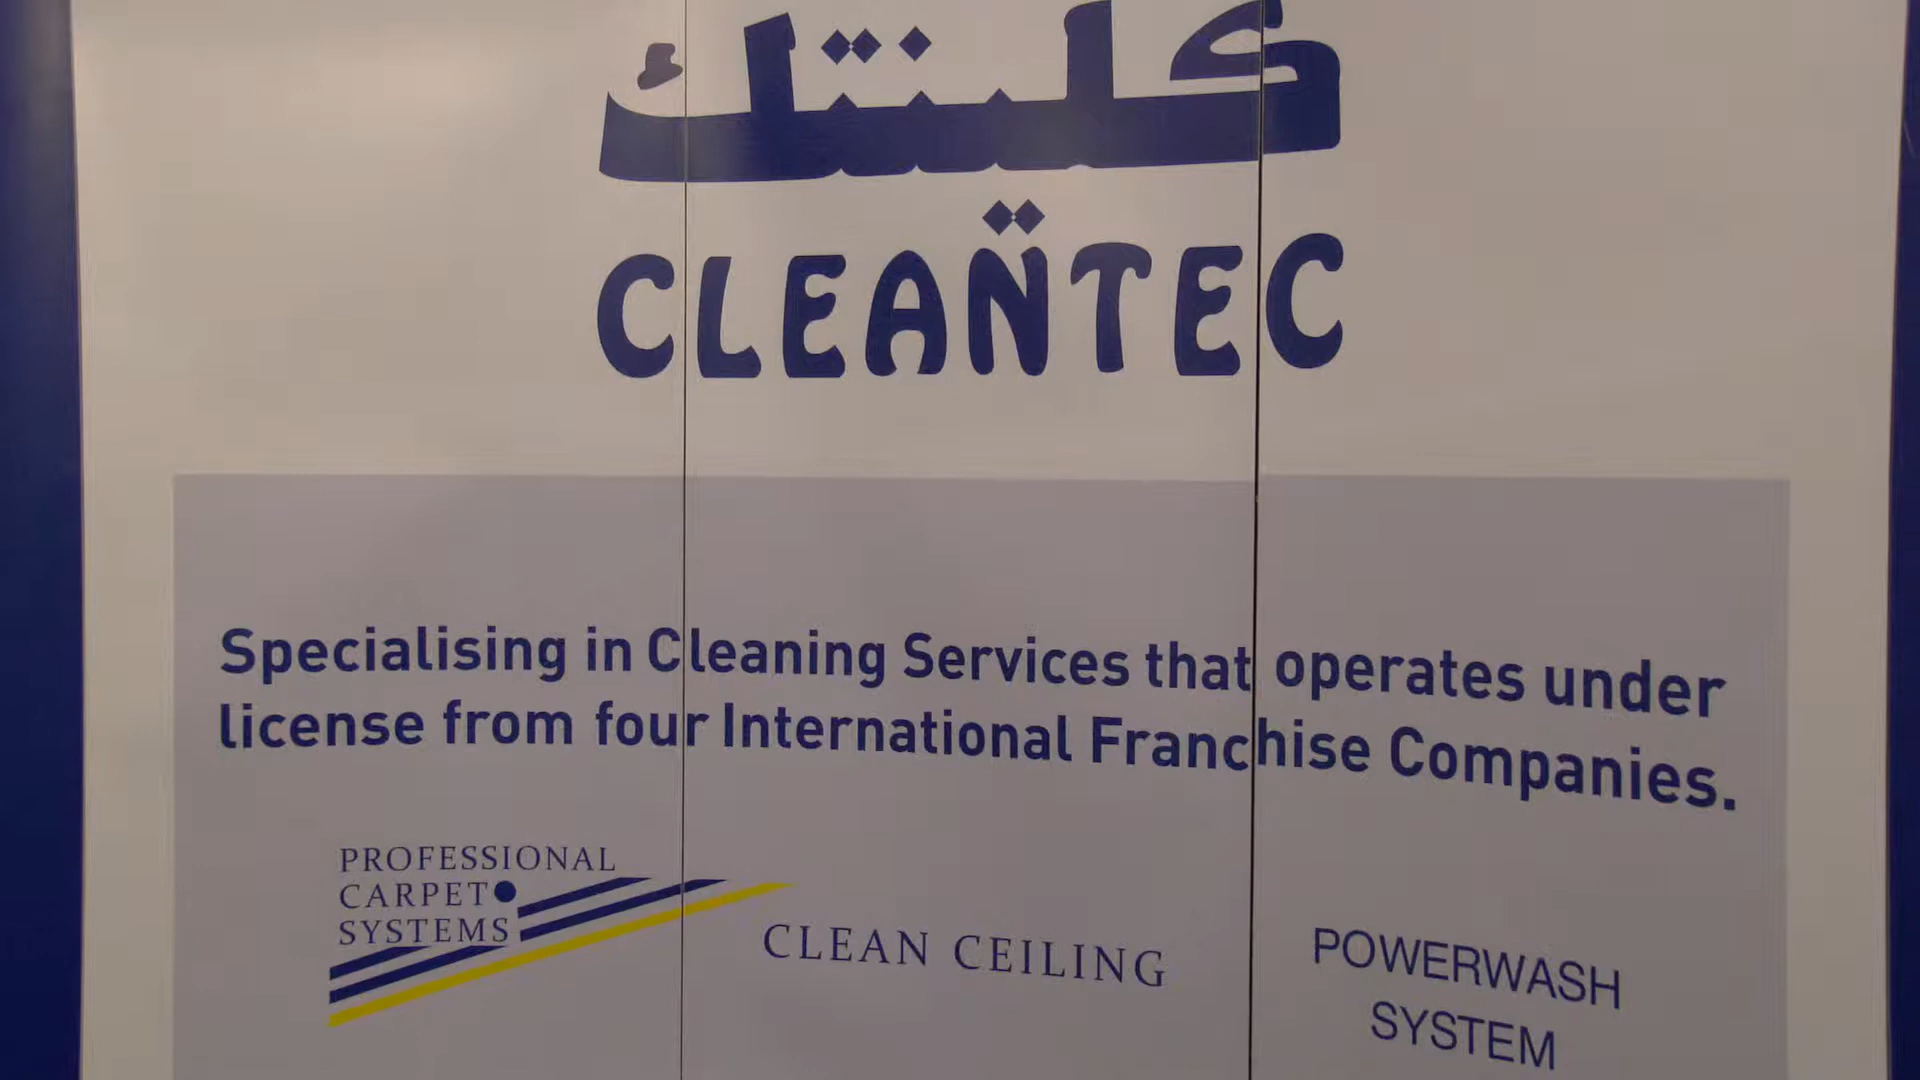 كلينتك
CLEANTEC
Specialising in Cleaning Services that operates under
license from four International Franchise Companies.
PROFESSIONAL
CARPET
SYSTEMS
CLEAN CEILING
POWERWASH
SYSTEM